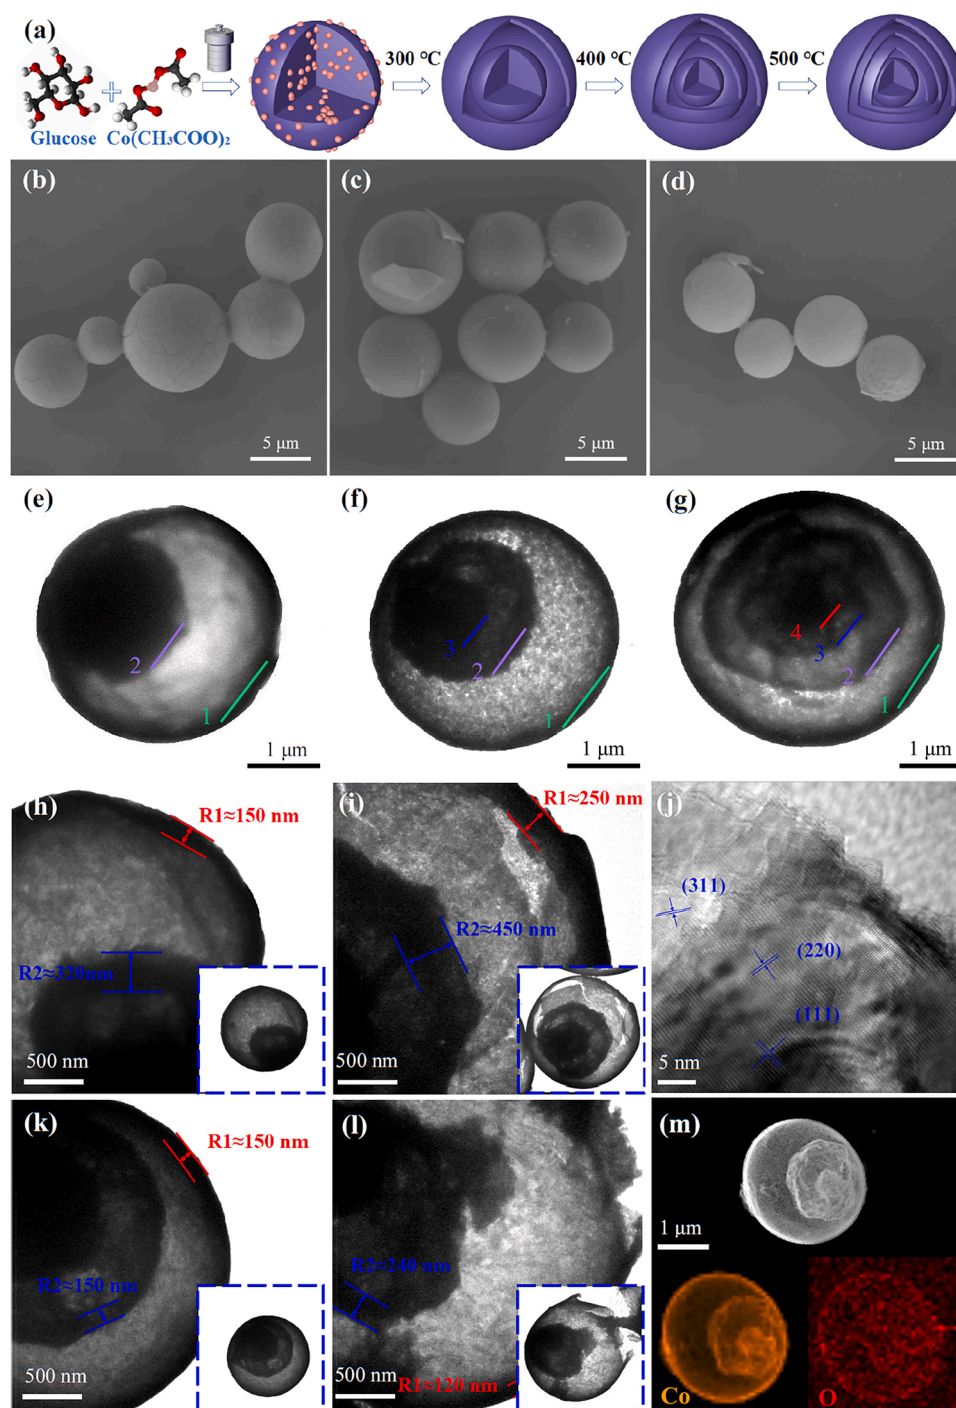 (a)
300 °C
400 °C
500 °C
Glucose
Co(CH₃COO)₂
(b)
(c)
(d)
5 μm
5 μm
5 μm
(e)
(f)
(g)
2
1
3
2
1
4
3
2
1
1 μm
1 μm
1 μm
(h)
R1≈150 nm
R2≈320nm
500 nm
(i)
R1≈250 nm
R2≈450 nm
500 nm
(j)
(311)
(220)
(111)
5 nm
(k)
R1≈150 nm
R2≈150 nm
500 nm
(l)
R2≈240 nm
R1≈120 nm
500 nm
(m)
1 μm
Co
O